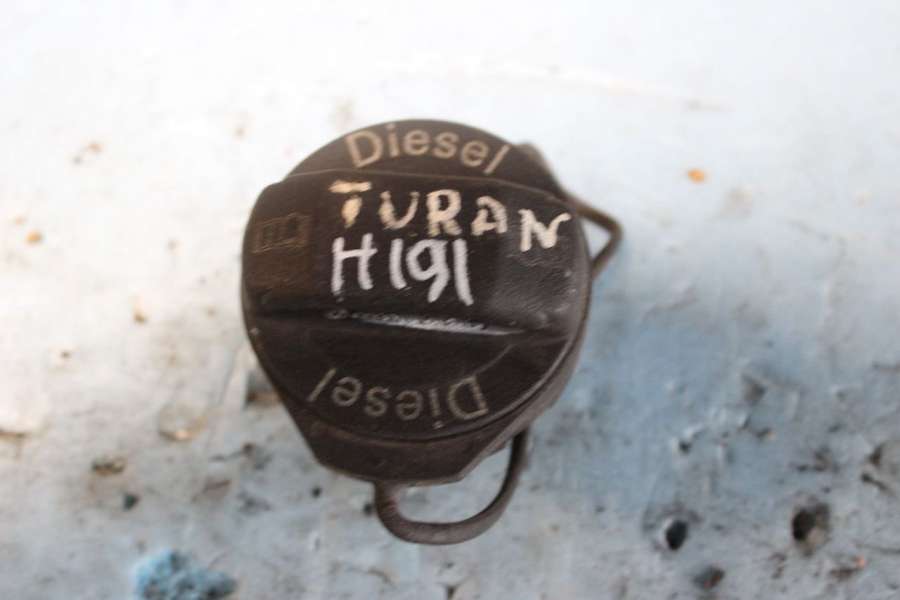 Diesel
TURAN
H191
Diesel